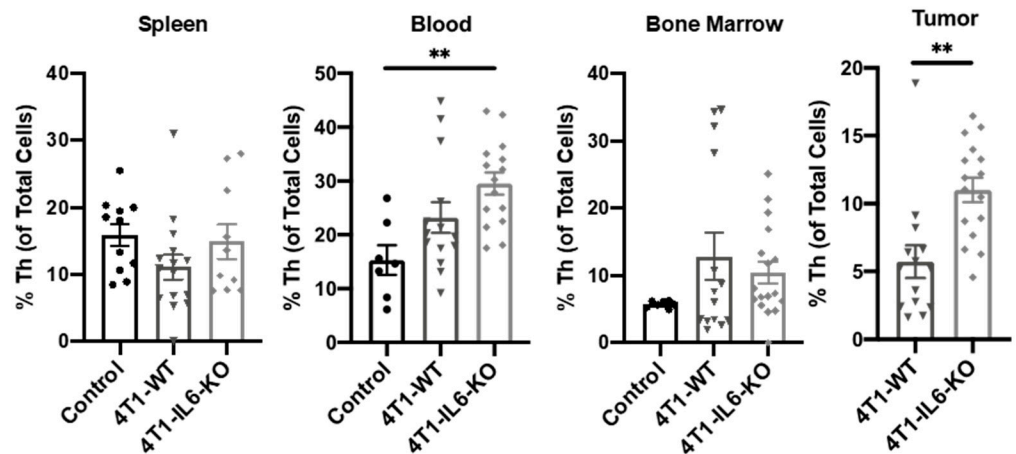 Spleen
% Th (of Total Cells)
40
30
20
10
0
Control
4T1-WT
4T1-IL6-KO
Blood
**
% Th (of Total Cells)
50
40
30
20
10
0
Control
4T1-WT
4T1-IL6-KO
Bone Marrow
% Th (of Total Cells)
40
30
20
10
0
Control
4T1-WT
4T1-IL6-KO
Tumor
**
% Th (of Total Cells)
20
15
10
5
0
4T1-WT
4T1-IL6-KO